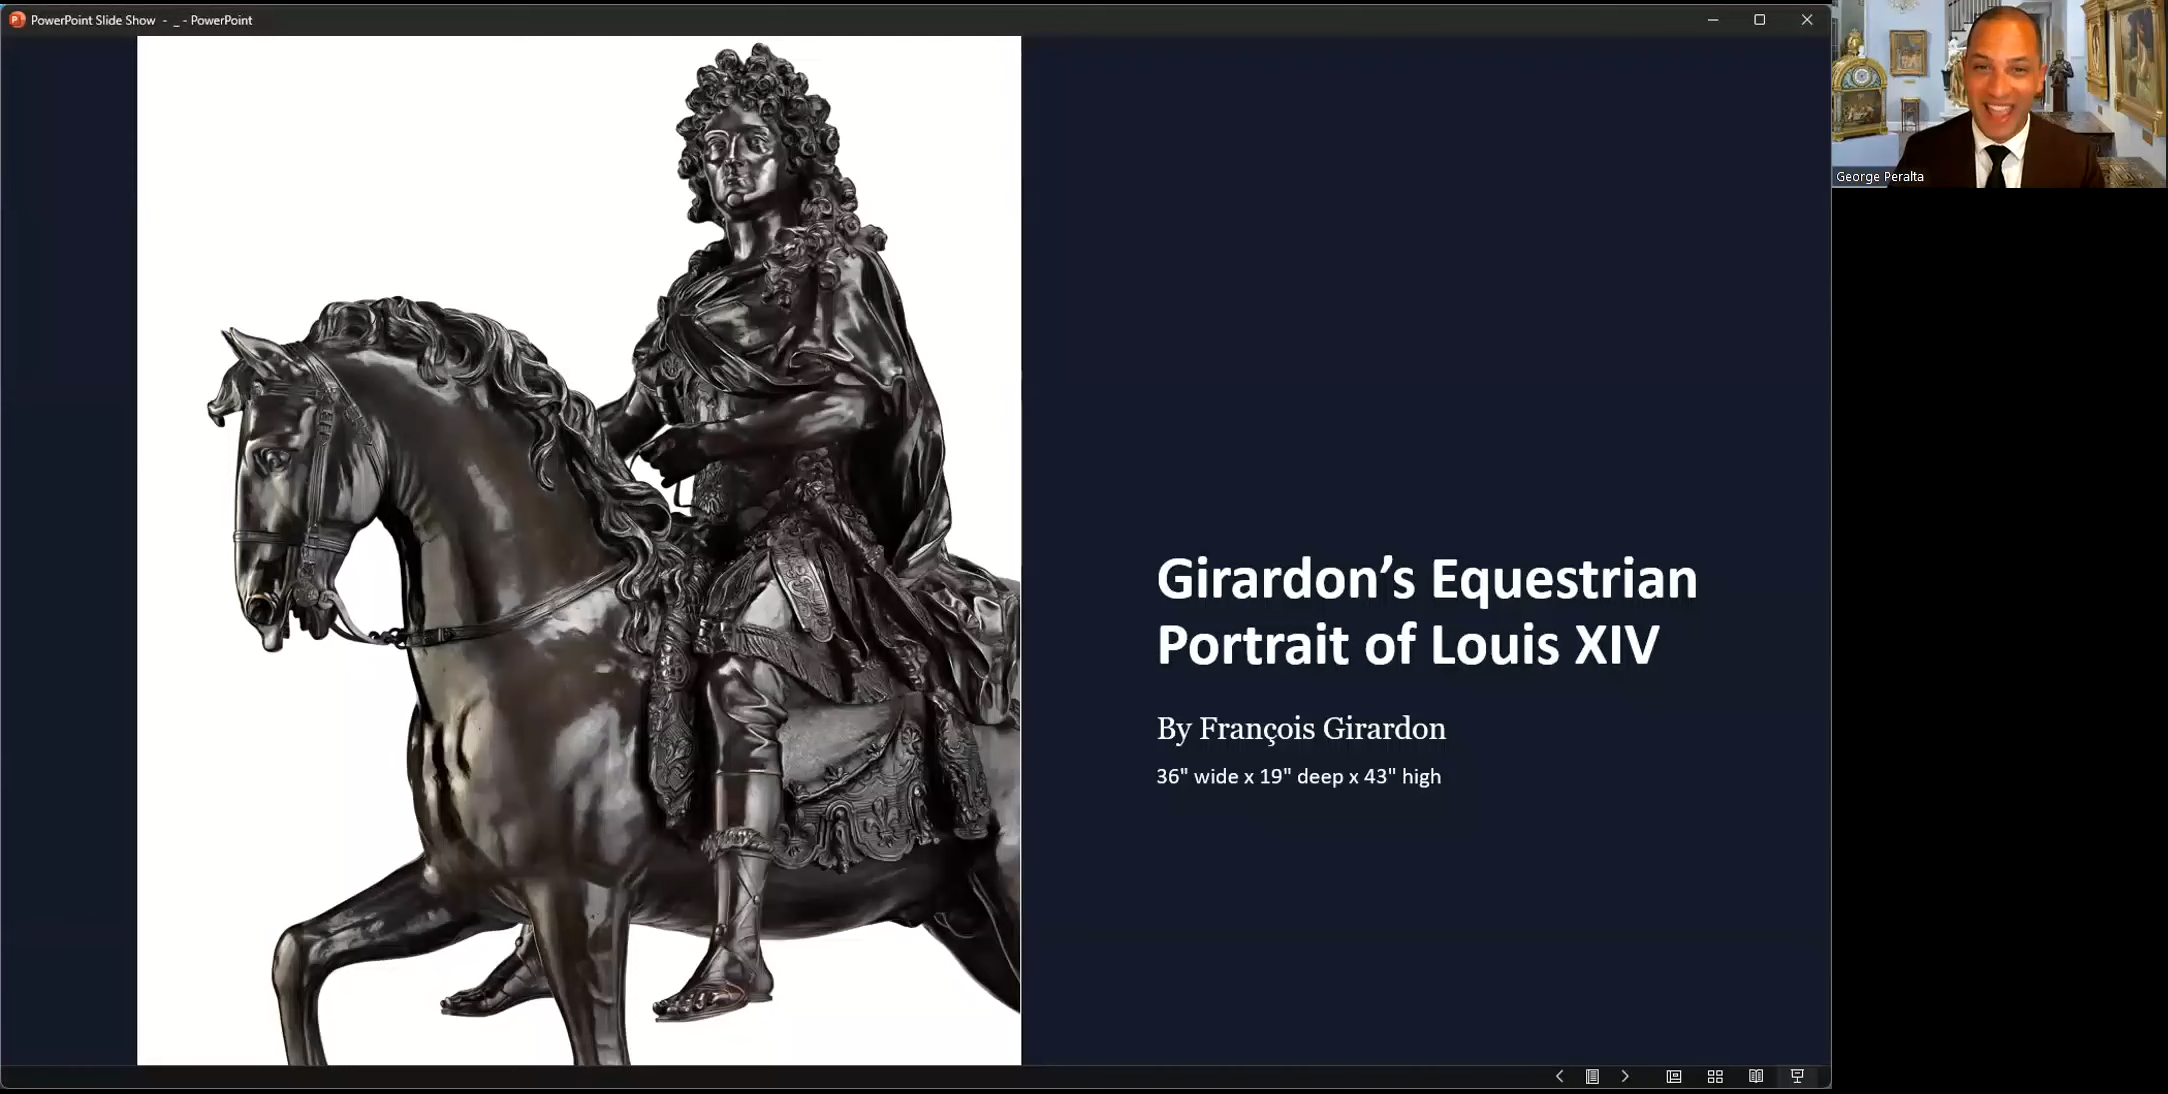 PowerPoint Slide Show - _ - PowerPoint
George Peralta
Girardon’s Equestrian
Portrait of Louis XIV
By François Girardon
36" wide x 19" deep x 43" high